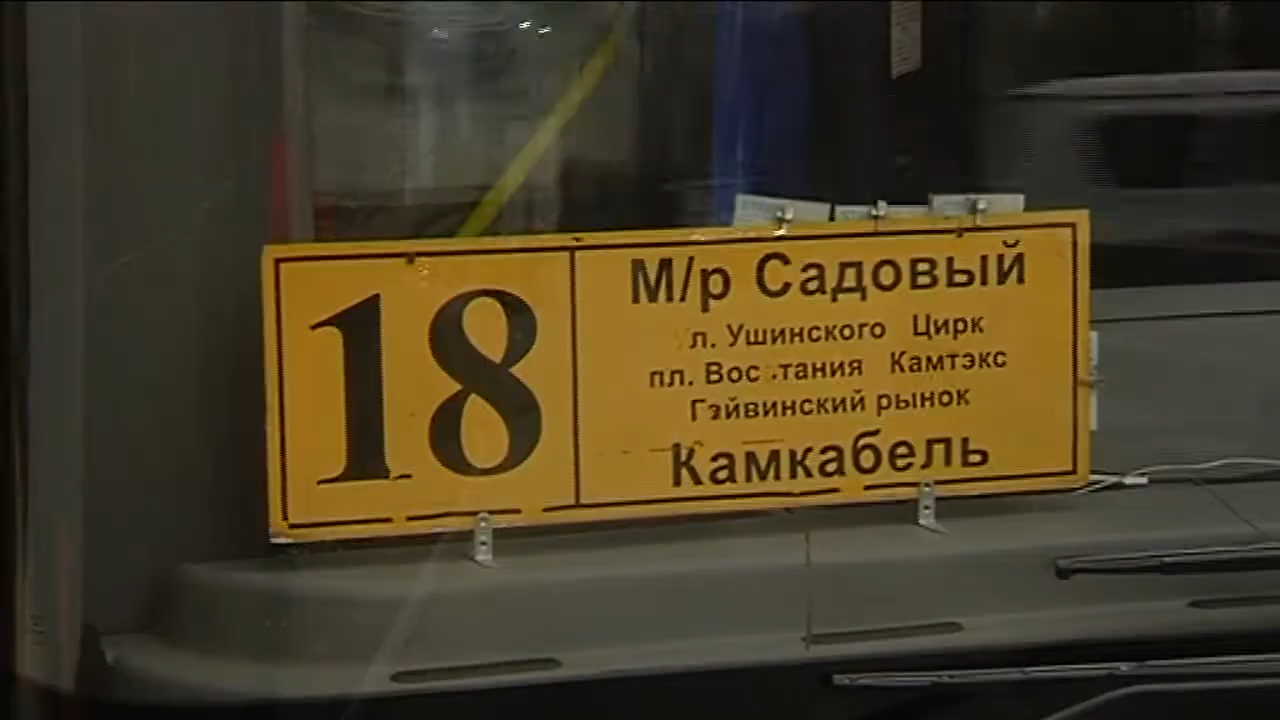 18
М/р Садовый
Ул. Ушинского Цирк
пл. Восстания Камтэкс
Гайвинский рынок
Камкабель